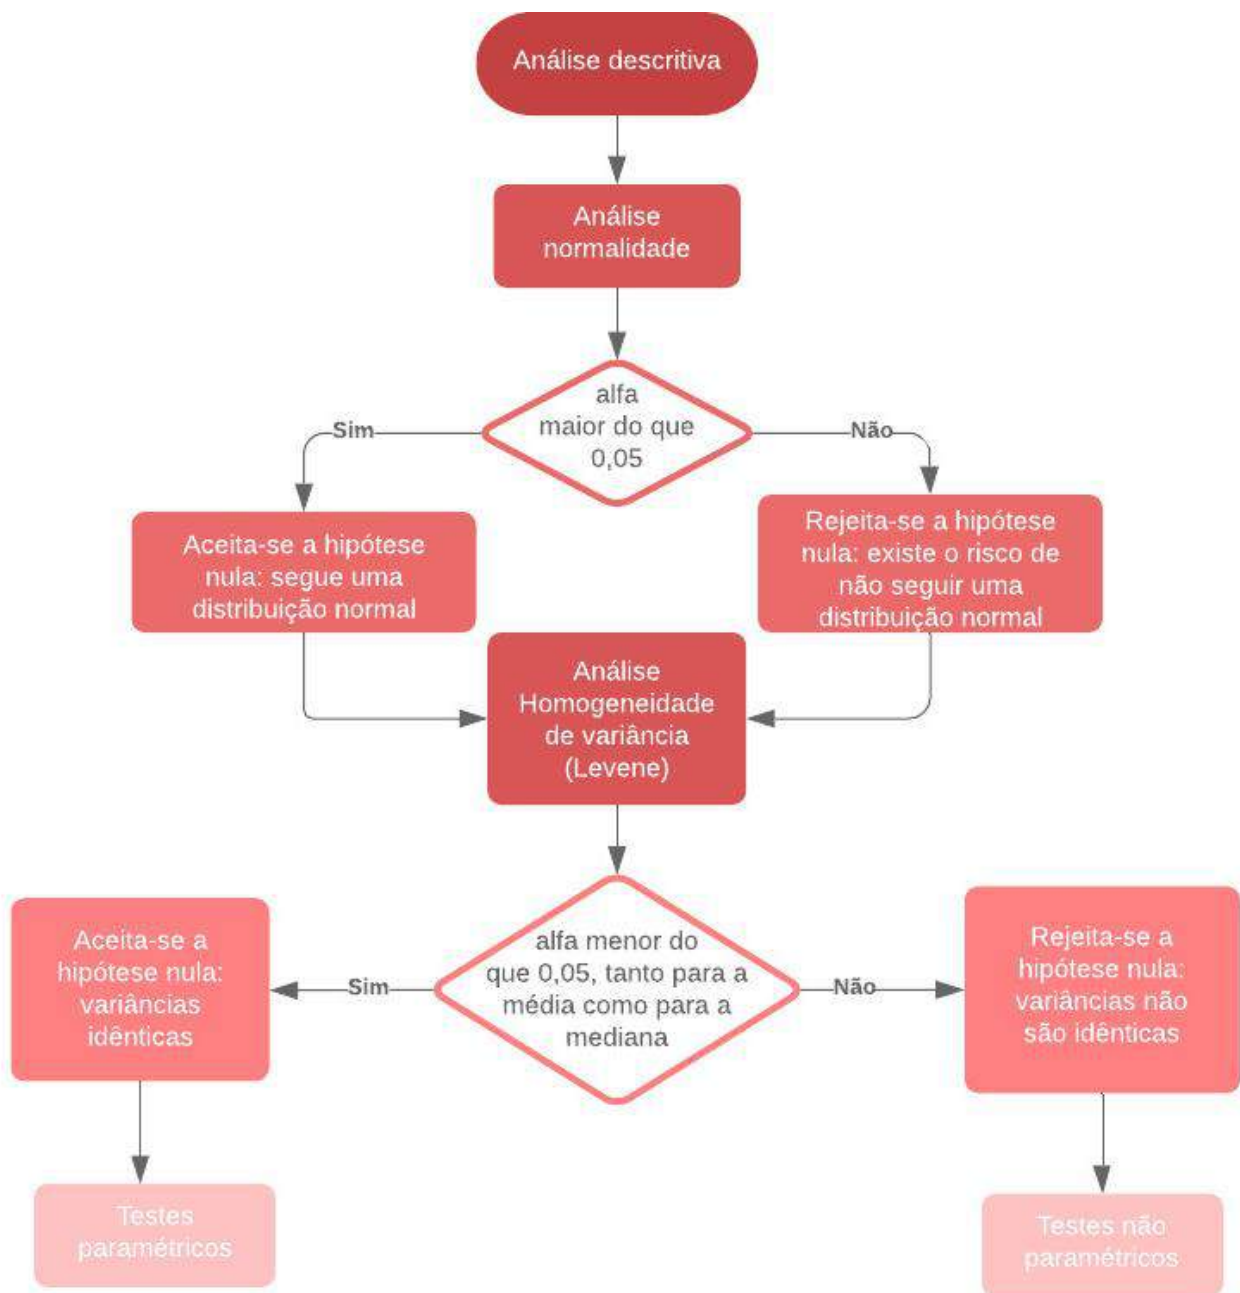 Análise descritiva
Análise
normalidade
alfa
maior do que
0,05
Sim
Não
Aceita-se a hipótese
nula: segue uma
distribuição normal
Rejeita-se a hipótese
nula: existe o risco de
não seguir uma
distribuição normal
Análise
Homogeneidade
de variância
(Levene)
alfa menor do
que 0,05, tanto para a
média como para a
mediana
Sim
Não
Aceita-se a
hipótese nula:
variâncias
idênticas
Rejeita-se a
hipótese nula:
variâncias não
são idênticas
Testes
paramétricos
Testes não
paramétricos